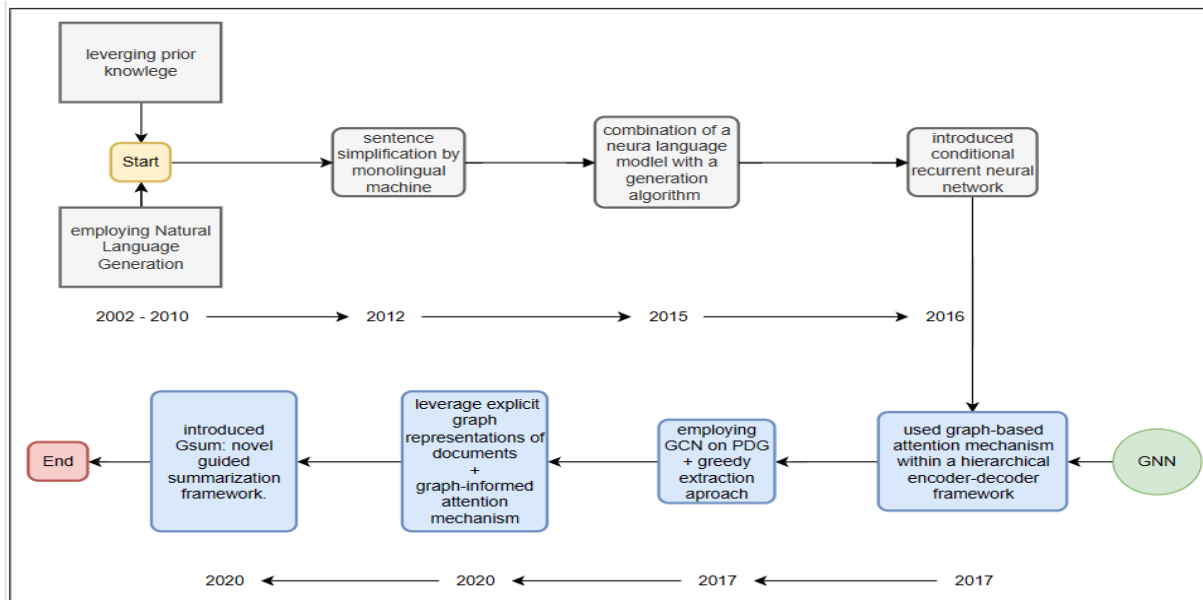 leverging prior
knowlege
Start
employing Natural
Language
Generation
sentence
simplification by
monolingual
machine
combination of a
neura language
modlel with a
generation
algorithm
introduced
conditional
recurrent neural
network
2002 - 2010
2012
2015
2016
End
introduced
Gsum: novel
guided
summarization
framework.
leverage explicit
graph
representations of
documents
+
graph-informed
attention
mechanism
employing
GCN on PDG
+ greedy
extraction
aproach
used graph-based
attention mechanism
within a hierarchical
encoder-decoder
framework
GNN
2020
2020
2017
2017